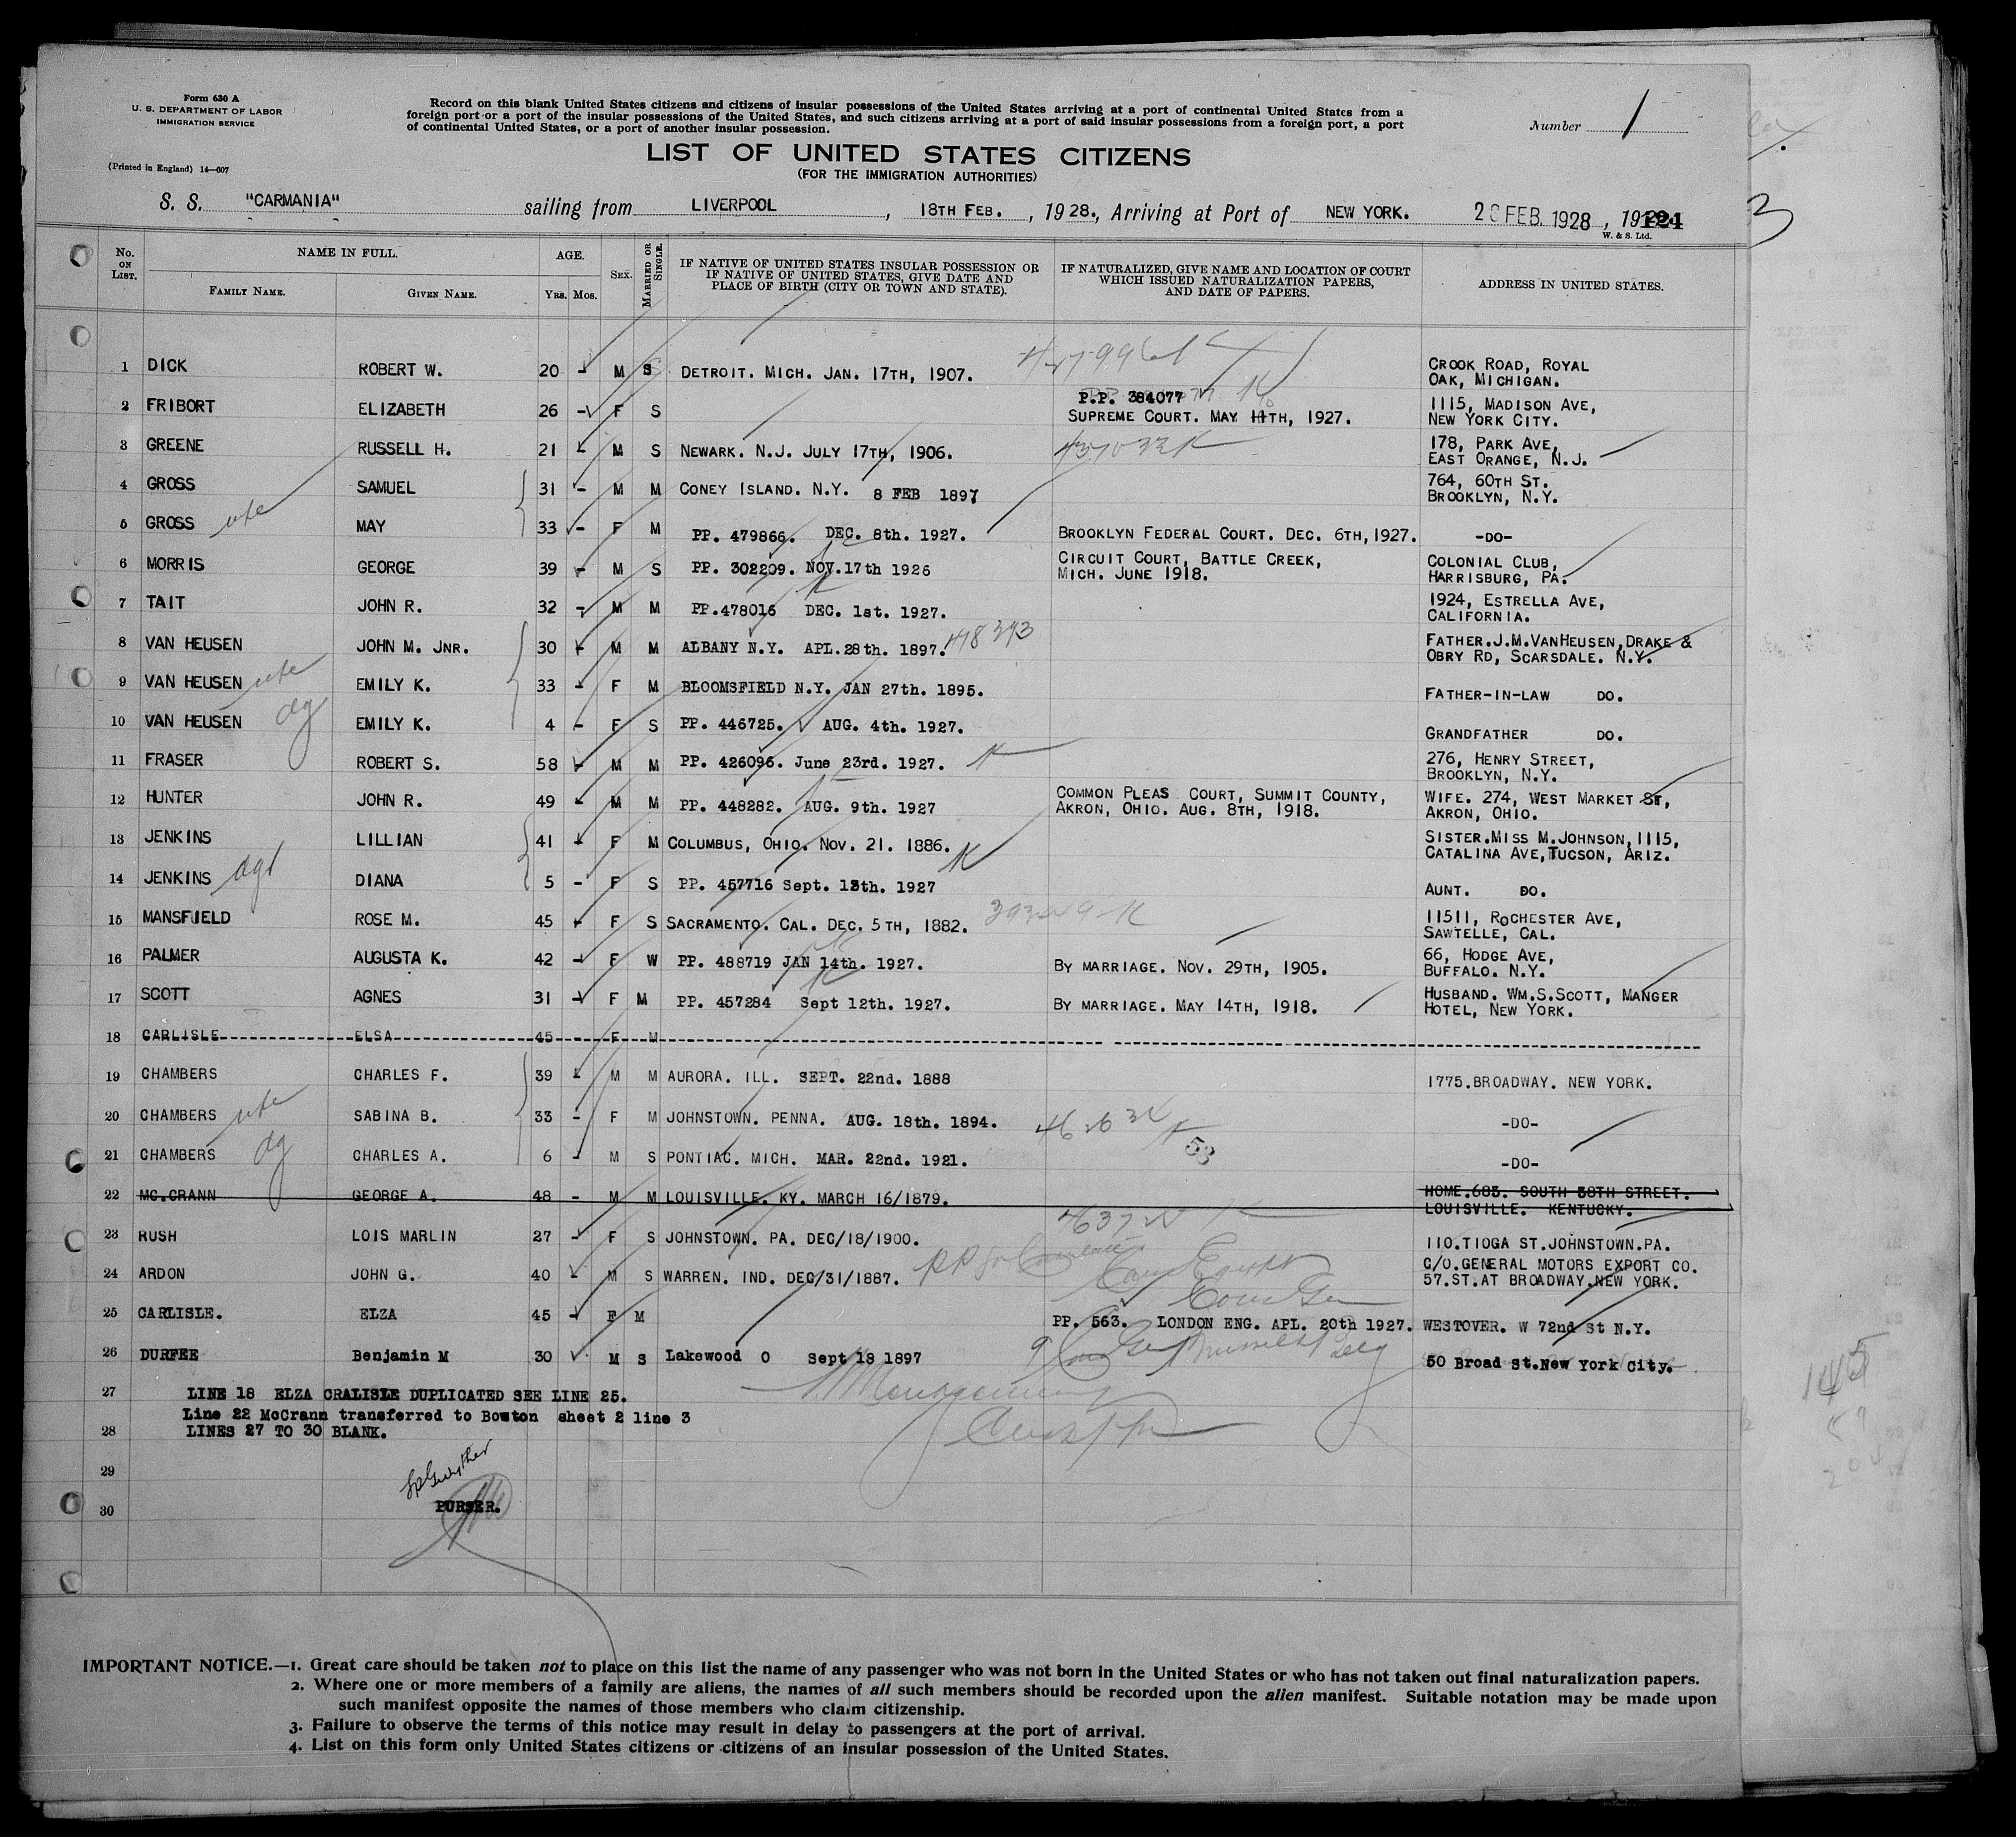 Form 630 A
U. S. DEPARTMENT OF LABOR
IMMIGRATION SERVICE
(Printed in England) 14—607
Record on this blank United States citizens and citizens of insular possessions of the United States arriving at a port of continental United States from a
foreign port or a port of the insular possessions of the United States, and such citizens arriving at a port of said insular possessions from a foreign port, a port
of continental United States, or a port of another insular possession.
Number 1
LIST OF UNITED STATES CITIZENS
(FOR THE IMMIGRATION AUTHORITIES)
S. S. "CARMANIA" sailing from LIVERPOOL, 18TH FEB., 1928., Arriving at Port of NEW YORK. FEB. 1928, 19
124
W. & S. Ltd.
3
No. ON LIST. NAME IN FULL. FAMILY NAME. GIVEN NAME. AGE. YRS. MOS. SEX. MARRIED OR SINGLE. IF NATIVE OF UNITED STATES INSULAR POSSESSION OR IF NATIVE OF UNITED STATES, GIVE DATE AND PLACE OF BIRTH (CITY OR TOWN AND STATE). IF NATURALIZED, GIVE NAME AND LOCATION OF COURT WHICH ISSUED NATURALIZATION PAPERS, AND DATE OF PAPERS. ADDRESS IN UNITED STATES.
1 DICK ROBERT W. 20 - M S DETROIT. MICH. JAN. 17TH, 1907. CROOK ROAD, ROYAL OAK, MICHIGAN.
2 FRIBORT ELIZABETH 26 - F S P.P. 384077 SUPREME COURT. MAY 11TH, 1927. 1115, MADISON AVE, NEW YORK CITY.
3 GREENE RUSSELL H. 21 - M S NEWARK. N.J. JULY 17TH, 1906. 178, PARK AVE, EAST ORANGE, N.J.
4 GROSS SAMUEL 31 - M M CONEY ISLAND. N.Y. 8 FEB 1897 764, 60TH ST. BROOKLYN, N.Y.
5 GROSS wfe MAY 33 - F M PP. 479866. DEC. 8th. 1927. BROOKLYN FEDERAL COURT. DEC. 6TH, 1927. -DO-
6 MORRIS GEORGE 39 - M S PP. 302209. NOV. 17th 1926 CIRCUIT COURT, BATTLE CREEK, MICH. JUNE 1918. COLONIAL CLUB, HARRISBURG, PA.
7 TAIT JOHN R. 32 - M M PP. 478016 DEC. 1st. 1927. 1924, ESTRELLA AVE, CALIFORNIA.
8 VAN HEUSEN JOHN M. JNR. 30 - M M ALBANY N.Y. APL. 28th. 1897. FATHER. J.M. VANHEUSEN, DRAKE & OBRY RD, SCARSDALE. N.Y.
9 VAN HEUSEN wfe EMILY K. 33 - F M BLOOMSFIELD N.Y. JAN 27th. 1895. FATHER-IN-LAW DO.
10 VAN HEUSEN dg EMILY K. 4 - F S PP. 446725. AUG. 4th. 1927. GRANDFATHER DO.
11 FRASER ROBERT S. 58 - M M PP. 426096. June 23rd. 1927. 276, HENRY STREET, BROOKLYN, N.Y.
12 HUNTER JOHN R. 49 - M M PP. 448282. AUG. 9th. 1927 COMMON PLEAS COURT, SUMMIT COUNTY, AKRON, OHIO. AUG. 8TH, 1918. WIFE. 274, WEST MARKET ST, AKRON, OHIO.
13 JENKINS LILLIAN 41 - F M COLUMBUS, OHIO. NOV. 21. 1886. SISTER. MISS M. JOHNSON, 1115, CATALINA AVE, TUCSON, ARIZ.
14 JENKINS dgt DIANA 5 - F S PP. 457716 Sept. 13th. 1927 AUNT. DO.
15 MANSFIELD ROSE M. 45 - F S SACRAMENTO. CAL. DEC. 5TH, 1882. 11511, ROCHESTER AVE, SAWTELLE, CAL.
16 PALMER AUGUSTA K. 42 - F W PP. 488719 JAN 14th. 1927. BY MARRIAGE. NOV. 29TH, 1905. 66, HODGE AVE, BUFFALO. N.Y.
17 SCOTT AGNES 31 - F M PP. 457284 Sept 12th. 1927. BY MARRIAGE. MAY 14TH, 1918. HUSBAND. WM. S. SCOTT, MANGER HOTEL, NEW YORK.
18 CARLISLE ELSA 45 - F M
19 CHAMBERS CHARLES F. 39 - M M AURORA. ILL. SEPT. 22nd. 1888 1775. BROADWAY. NEW YORK.
20 CHAMBERS wfe SABINA B. 33 - F M JOHNSTOWN. PENNA. AUG. 18th. 1894. -DO-
21 CHAMBERS dg CHARLES A. 6 - M S PONTIAC. MICH. MAR. 22nd. 1921. 53 -DO-
22 MC. CRANN GEORGE A. 48 - M M LOUISVILLE. KY. MARCH 16/1879. HOME. 683. SOUTH 38TH STREET. LOUISVILLE. KENTUCKY.
23 RUSH LOIS MARLIN 27 - F S JOHNSTOWN. PA. DEC/18/1900. 110. TIOGA ST. JOHNSTOWN. PA.
24 ARDON JOHN G. 40 - M S WARREN. IND. DEC/31/1887. C/O. GENERAL MOTORS EXPORT CO. 57. ST. AT BROADWAY. NEW YORK.
25 CARLISLE. ELZA 45 - F M PP. 563. LONDON ENG. APL. 20th 1927. WESTOVER. W 72nd St N.Y.
26 DURFEE Benjamin M 30 M S Lakewood O Sept 18 1897 50 Broad St. New York City.
27 LINE 18 ELZA CRALISLE DUPLICATED SEE LINE 25.
Line 22 McCrann transferred to Bowton sheet 2 line 3
28 LINES 27 TO 30 BLANK.
29
30 PURSER.
145
IMPORTANT NOTICE.—1. Great care should be taken not to place on this list the name of any passenger who was not born in the United States or who has not taken out final naturalization papers.
2. Where one or more members of a family are aliens, the names of all such members should be recorded upon the alien manifest. Suitable notation may be made upon
such manifest opposite the names of those members who claim citizenship.
3. Failure to observe the terms of this notice may result in delay to passengers at the port of arrival.
4. List on this form only United States citizens or citizens of an insular possession of the United States.